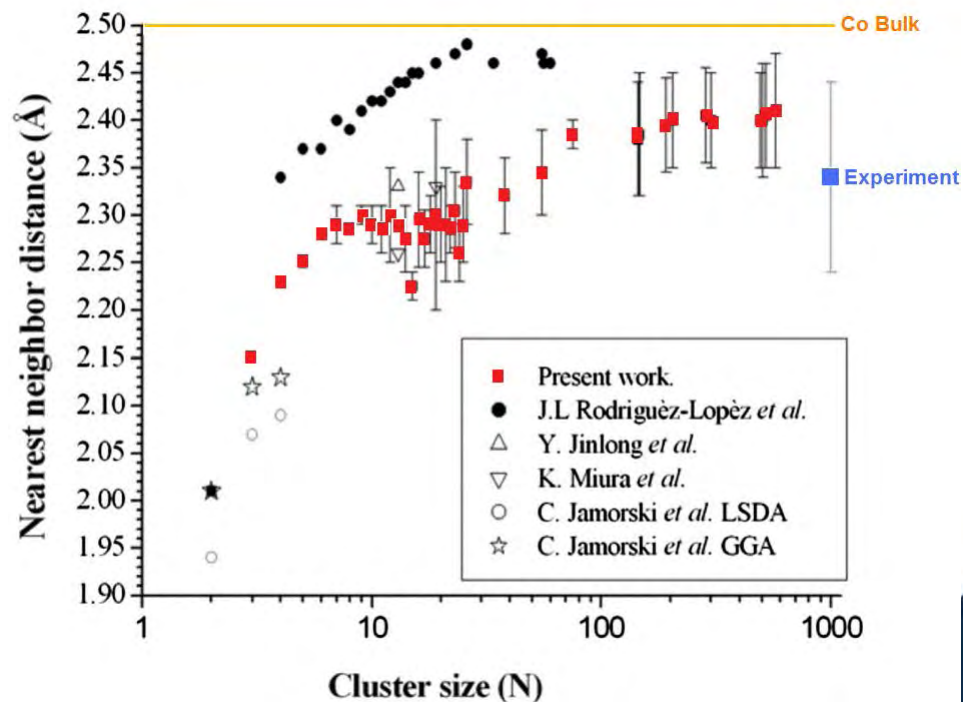 Nearest neighbor distance (Å)
2.50
2.45
2.40
2.35
2.30
2.25
2.20
2.15
2.10
2.05
2.00
1.95
1.90
Co Bulk
Experiment
Present work.
J.L Rodriguèz-Lopèz et al.
Y. Jinlong et al.
K. Miura et al.
C. Jamorski et al. LSDA
C. Jamorski et al. GGA
1
10
100
1000
Cluster size (N)